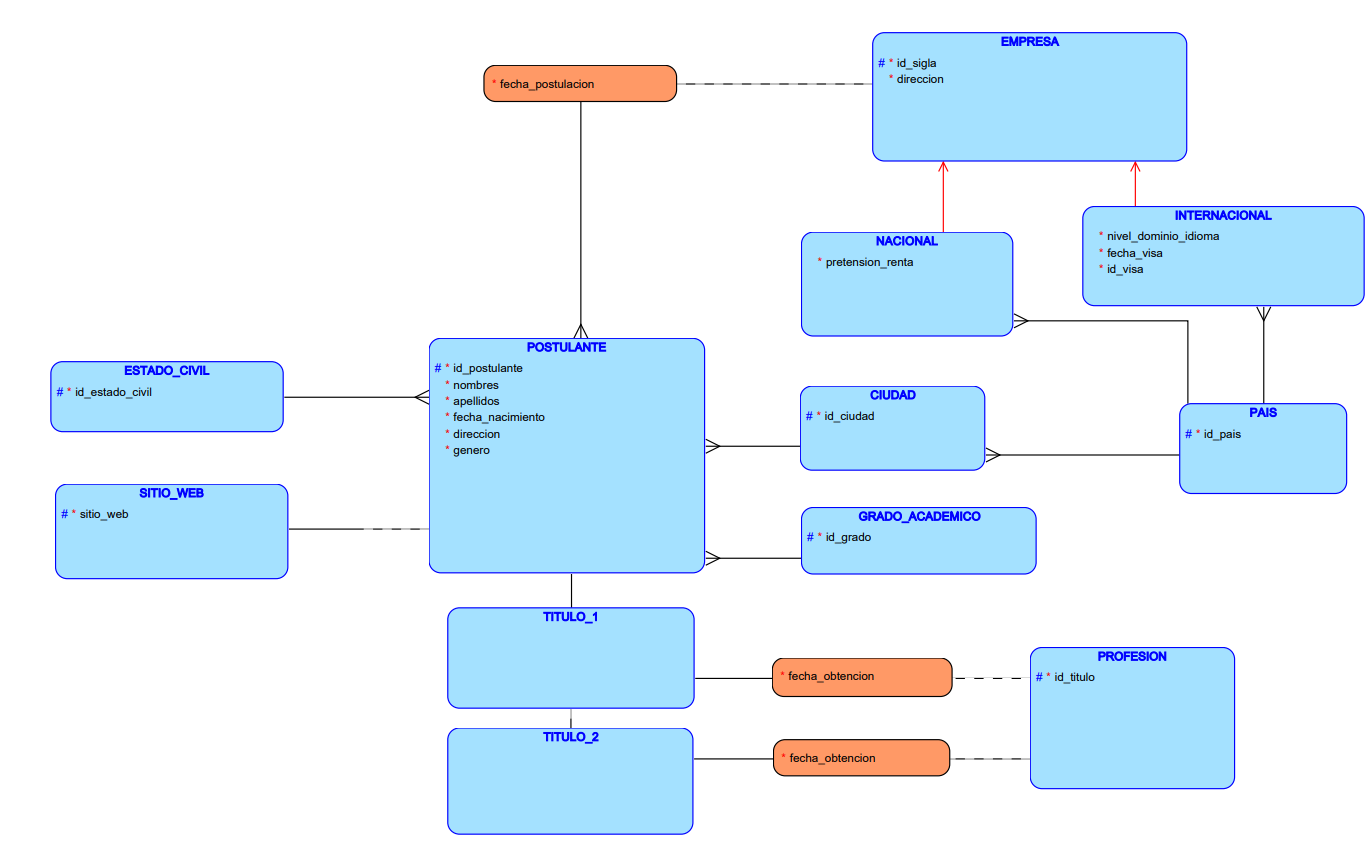 EMPRESA
# * id_sigla
* direccion
* fecha_postulacion
INTERNACIONAL
* nivel_dominio_idioma
* fecha_visa
* id_visa
NACIONAL
* pretension_renta
POSTULANTE
# * id_postulante
* nombres
* apellidos
* fecha_nacimiento
* direccion
* genero
ESTADO_CIVIL
# * id_estado_civil
CIUDAD
# * id_ciudad
PAIS
# * id_pais
SITIO_WEB
# * sitio_web
GRADO_ACADEMICO
# * id_grado
TITULO_1
* fecha_obtencion
PROFESION
# * id_titulo
TITULO_2
* fecha_obtencion